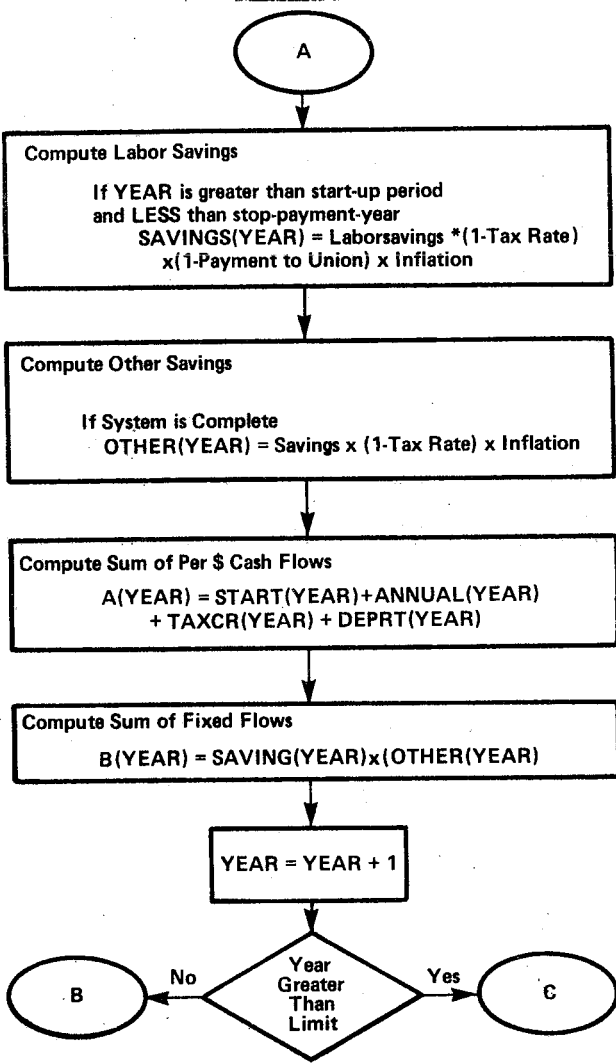 A
Compute Labor Savings
If YEAR is greater than start-up period
and LESS than stop-payment-year
SAVINGS(YEAR) = Laborsavings *(1-Tax Rate)
x(1-Payment to Union) x Inflation
Compute Other Savings
If System is Complete
OTHER(YEAR) = Savings x (1-Tax Rate) x Inflation
Compute Sum of Per $ Cash Flows
A(YEAR) = START(YEAR)+ANNUAL(YEAR)
+ TAXCR(YEAR) + DEPRT(YEAR)
Compute Sum of Fixed Flows
B(YEAR) = SAVING(YEAR)x(OTHER(YEAR)
YEAR = YEAR + 1
Year
Greater
Than
Limit
No
Yes
B
C